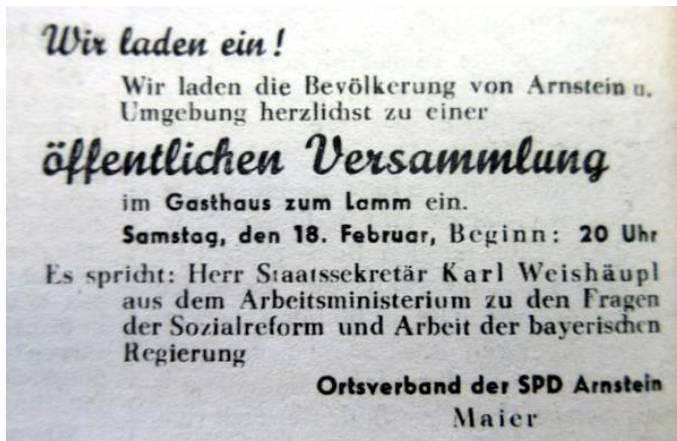 Wir laden ein!
Wir laden die Bevölkerung von Arnstein u.
Umgebung herzlichst zu einer
öffentlichen Versammlung
im Gasthaus zum Lamm ein.
Samstag, den 18. Februar, Beginn: 20 Uhr
Es spricht: Herr Staatssekretär Karl Weishäupl
aus dem Arbeitsministerium zu den Fragen
der Sozialreform und Arbeit der bayerischen
Regierung
Ortsverband der SPD Arnstein
Maier